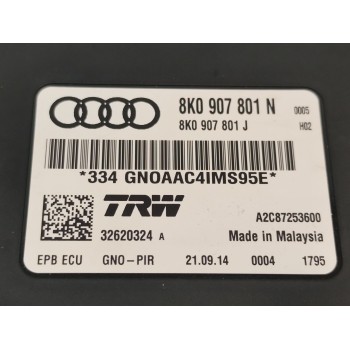 8K0 907 801 N 0005
8K0 907 801 J H02
*334 GNOAAC4IMS95E*
TRW A2C87253600
32620324 A Made in Malaysia
EPB ECU GNO-PIR 21.09.14 0004 1795